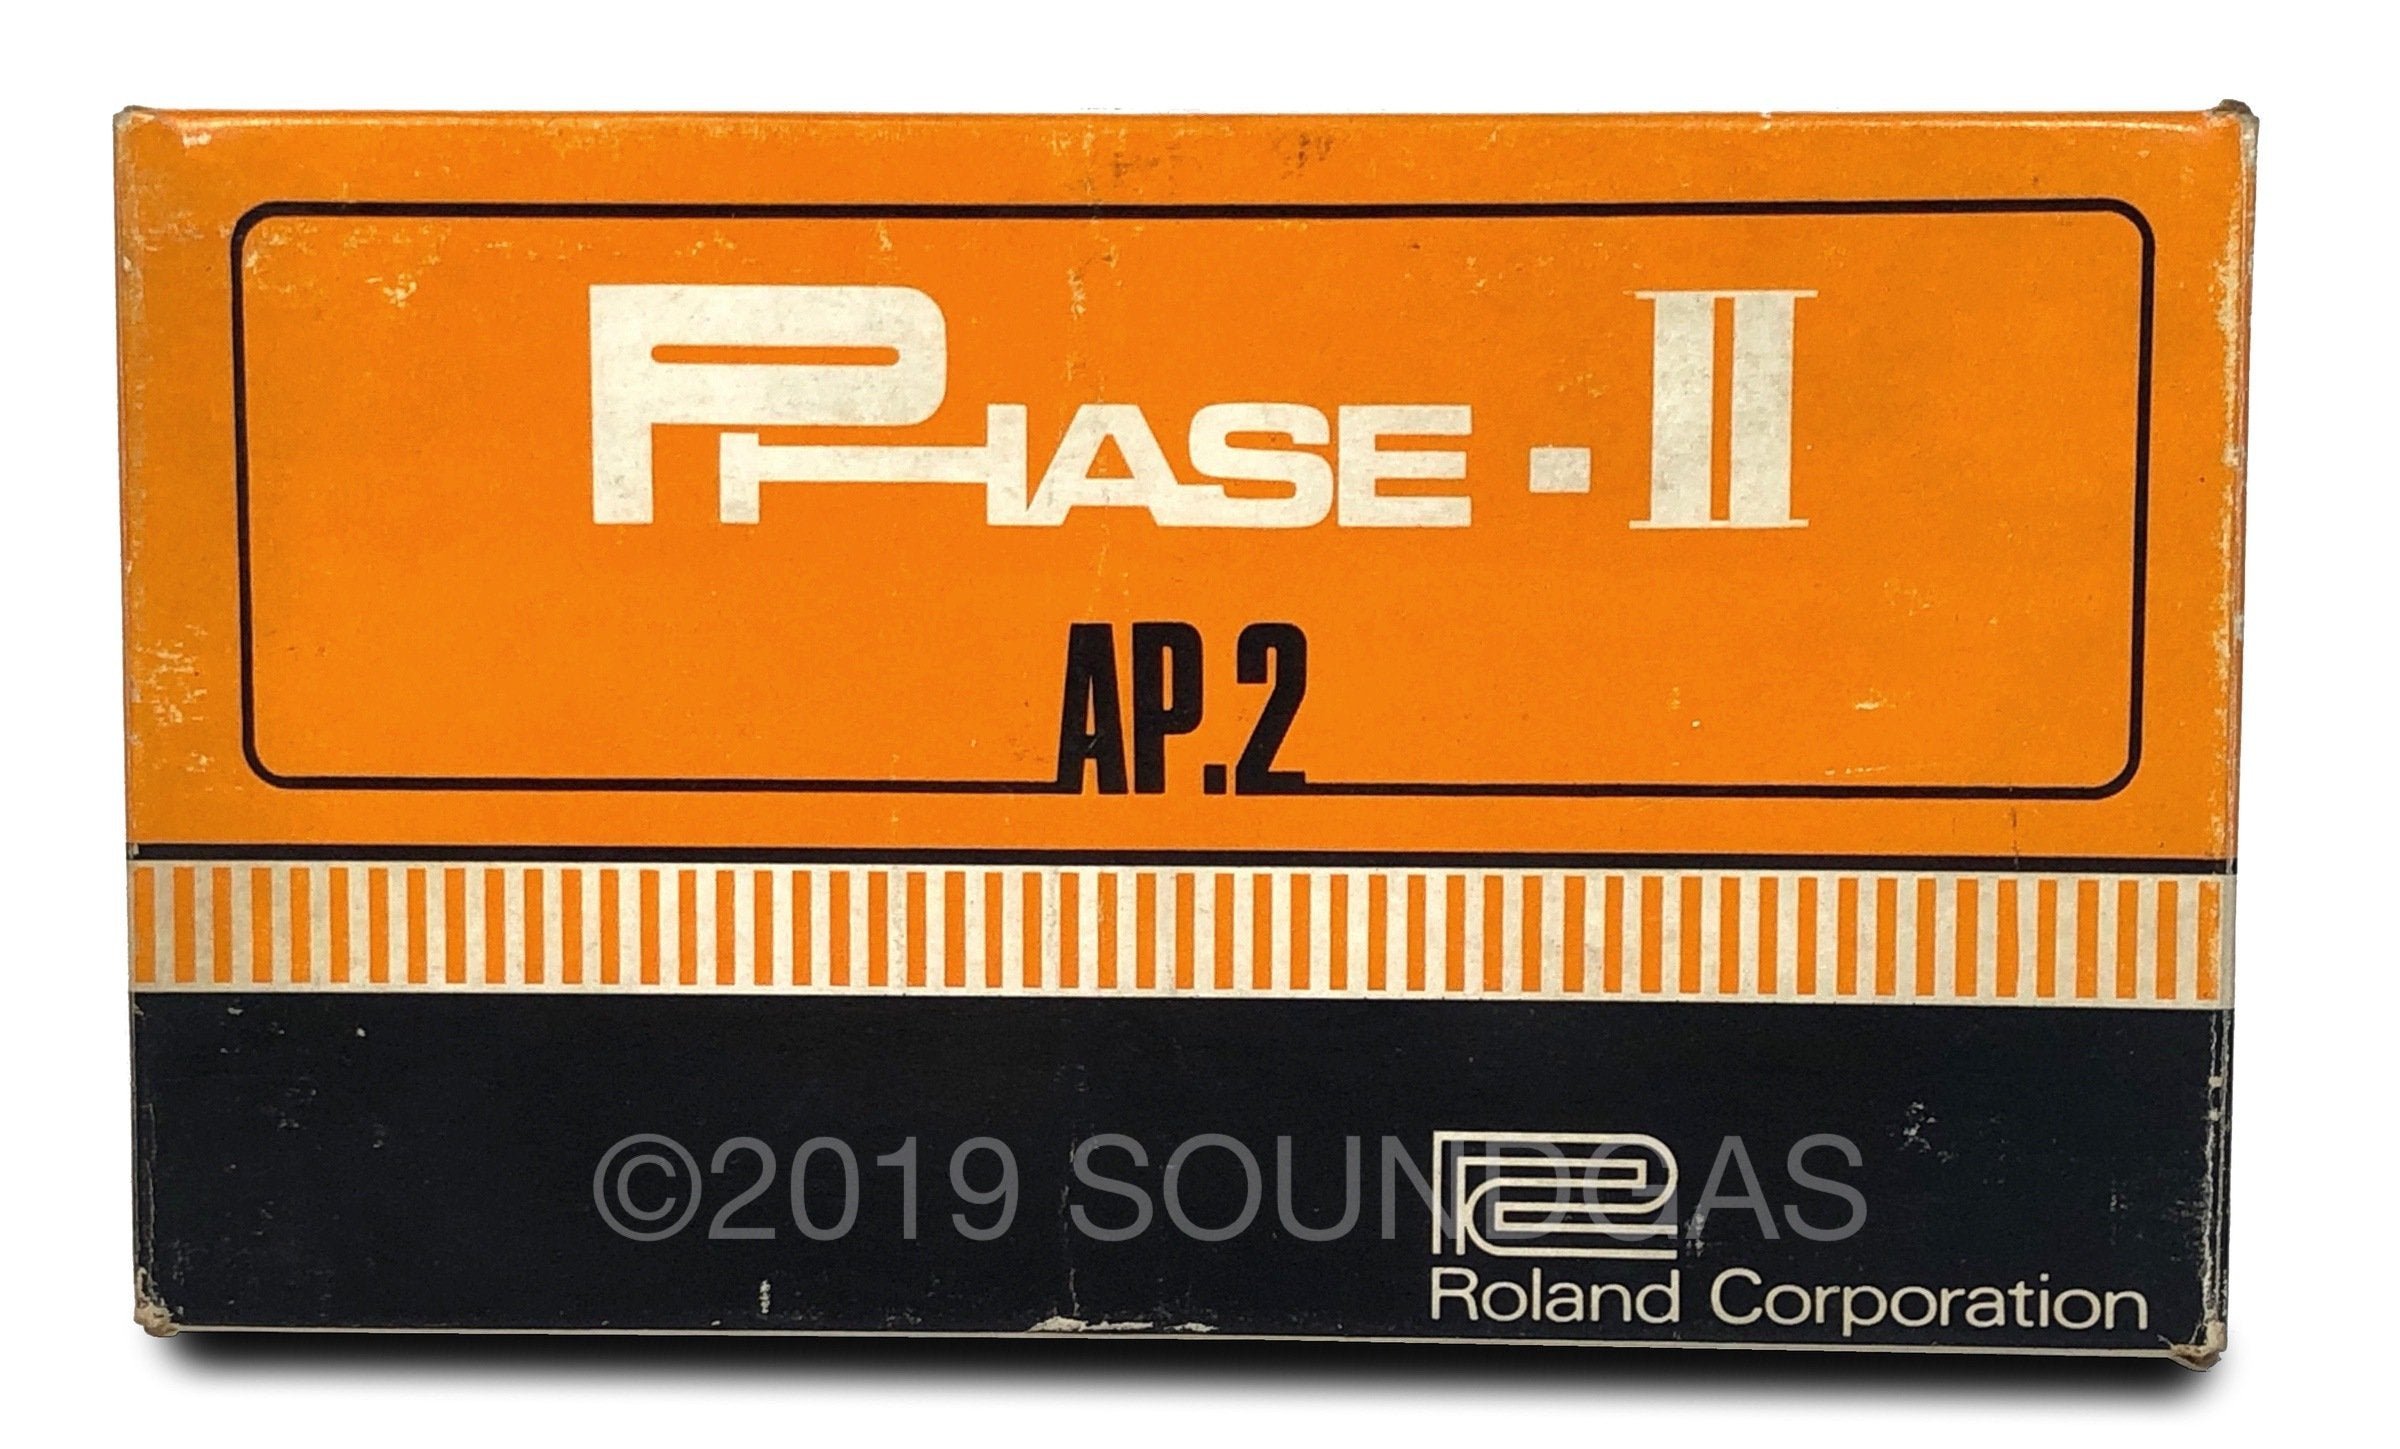 PHASE-II
AP.2
©2019 SOUNDGAS
Roland Corporation